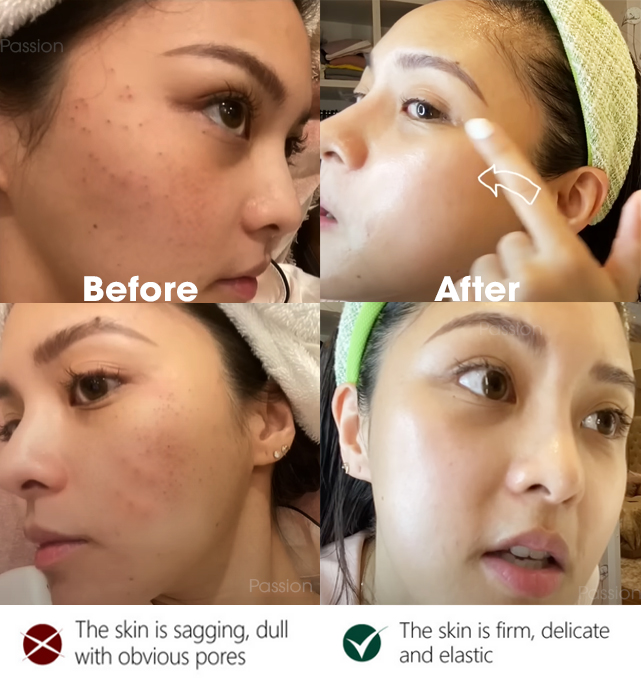 Passion
Before
After
Passion
Passion
The skin is sagging, dull
with obvious pores
The skin is firm, delicate
and elastic